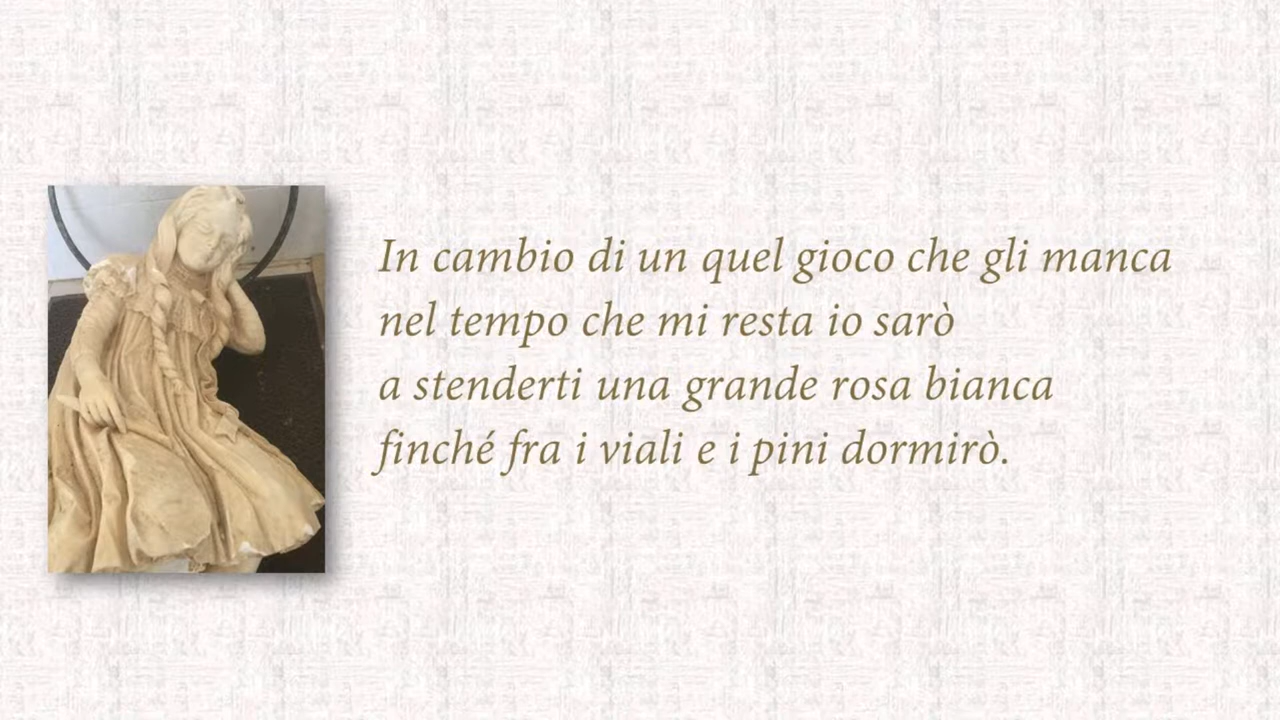 In cambio di un quel gioco che gli manca
nel tempo che mi resta io sarò
a stenderti una grande rosa bianca
finché fra i viali e i pini dormirò.